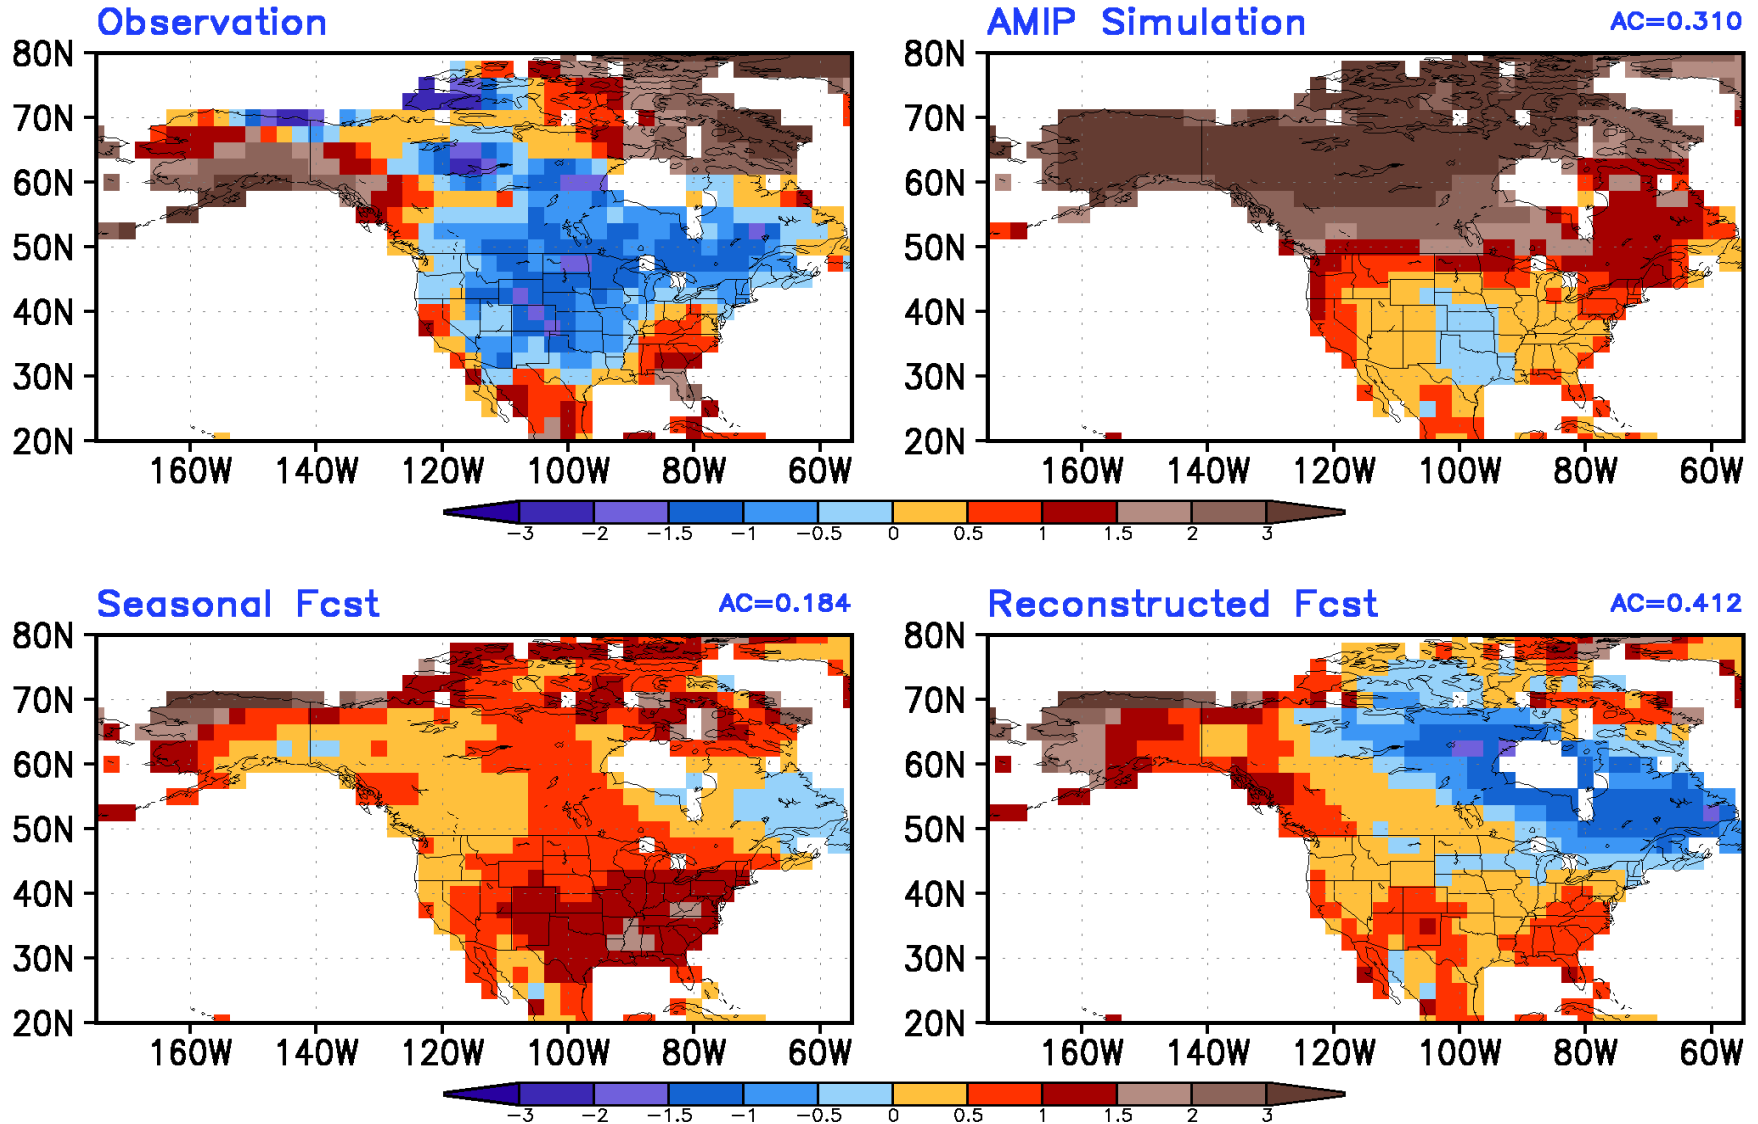 Observation
AMIP Simulation AC=0.310
80N 80N
70N 70N
60N 60N
50N 50N
40N 40N
30N 30N
20N 20N
160W 140W 120W 100W 80W 60W 160W 140W 120W 100W 80W 60W
-3 -2 -1.5 -1 -0.5 0 0.5 1 1.5 2 3
Seasonal Fcst AC=0.184
Reconstructed Fcst AC=0.412
80N 80N
70N 70N
60N 60N
50N 50N
40N 40N
30N 30N
20N 20N
160W 140W 120W 100W 80W 60W 160W 140W 120W 100W 80W 60W
-3 -2 -1.5 -1 -0.5 0 0.5 1 1.5 2 3